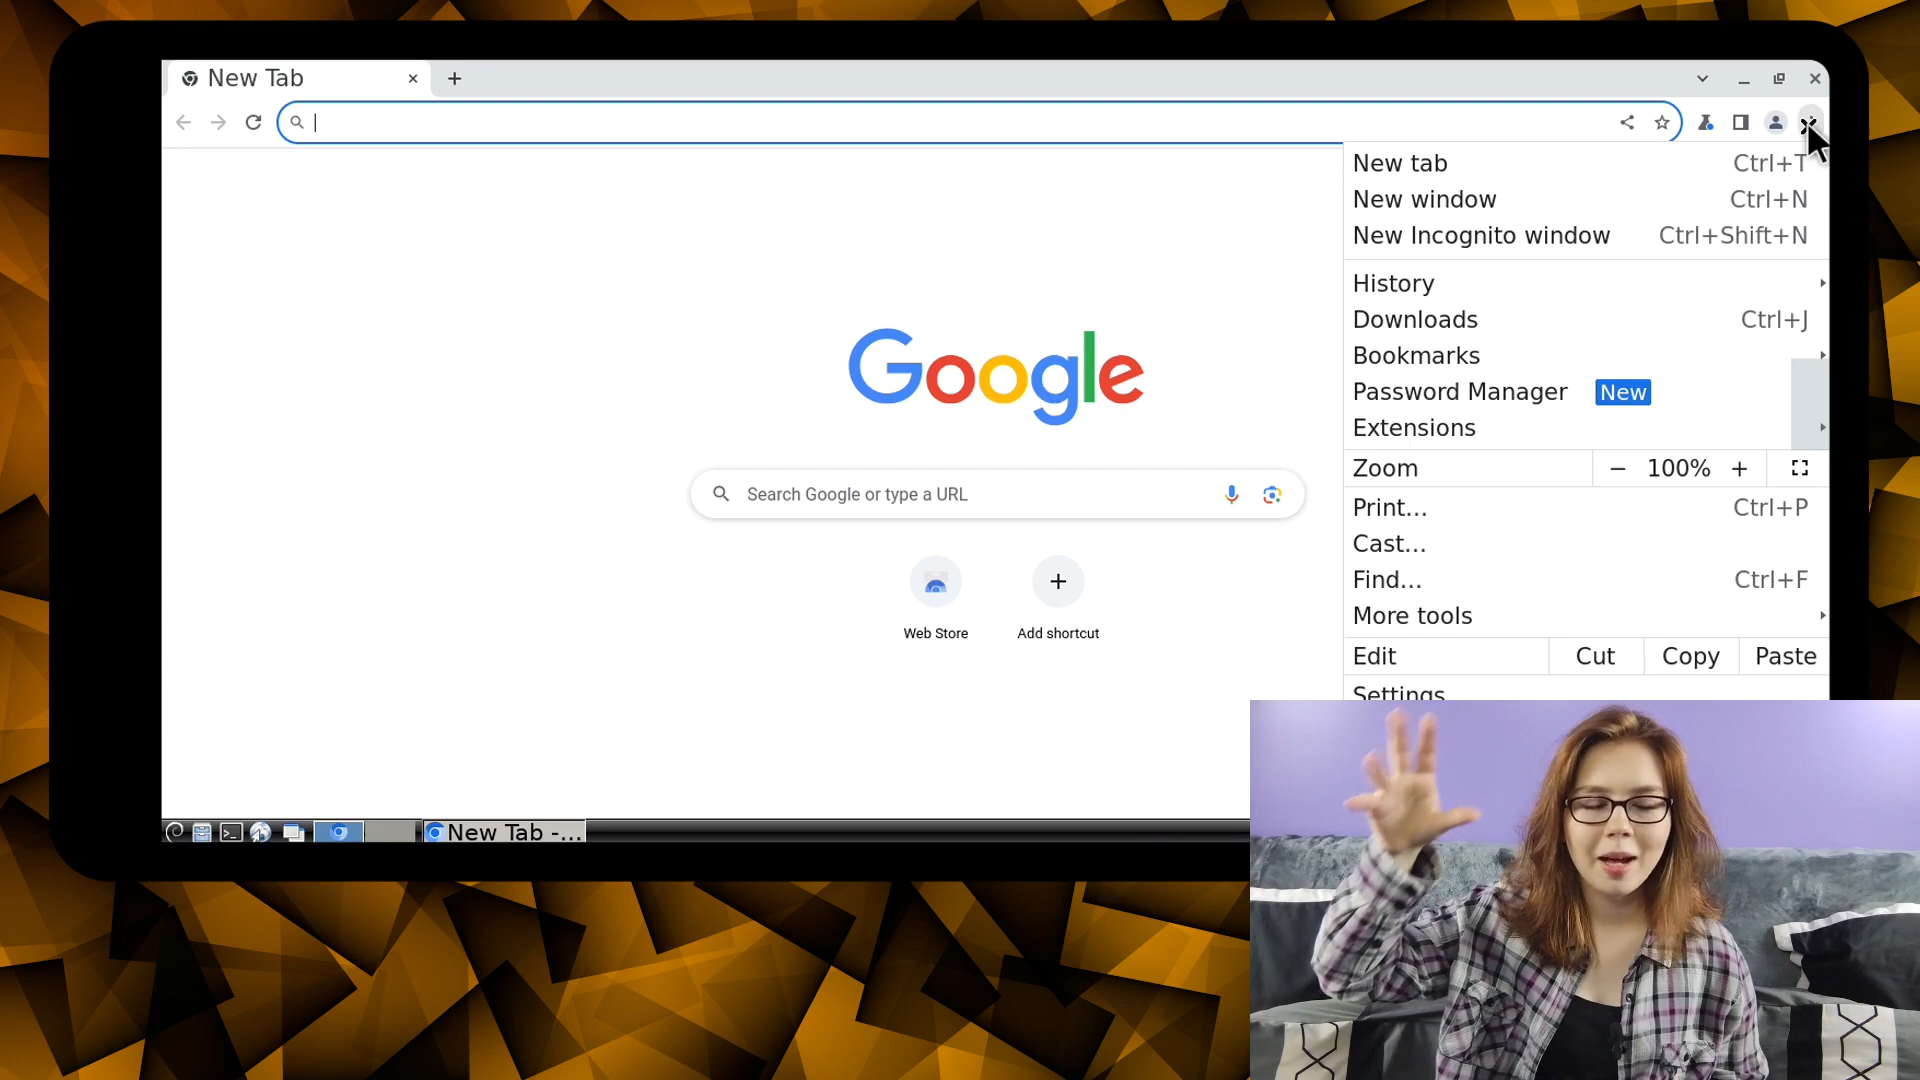 New Tab
New tab Ctrl+T
New window Ctrl+N
New Incognito window Ctrl+Shift+N
History
Downloads Ctrl+J
Bookmarks
Password Manager New
Extensions
Zoom − 100% +
Print... Ctrl+P
Cast...
Find... Ctrl+F
More tools
Edit Cut Copy Paste
Settings
Google
Search Google or type a URL
Web Store
Add shortcut
New Tab -...